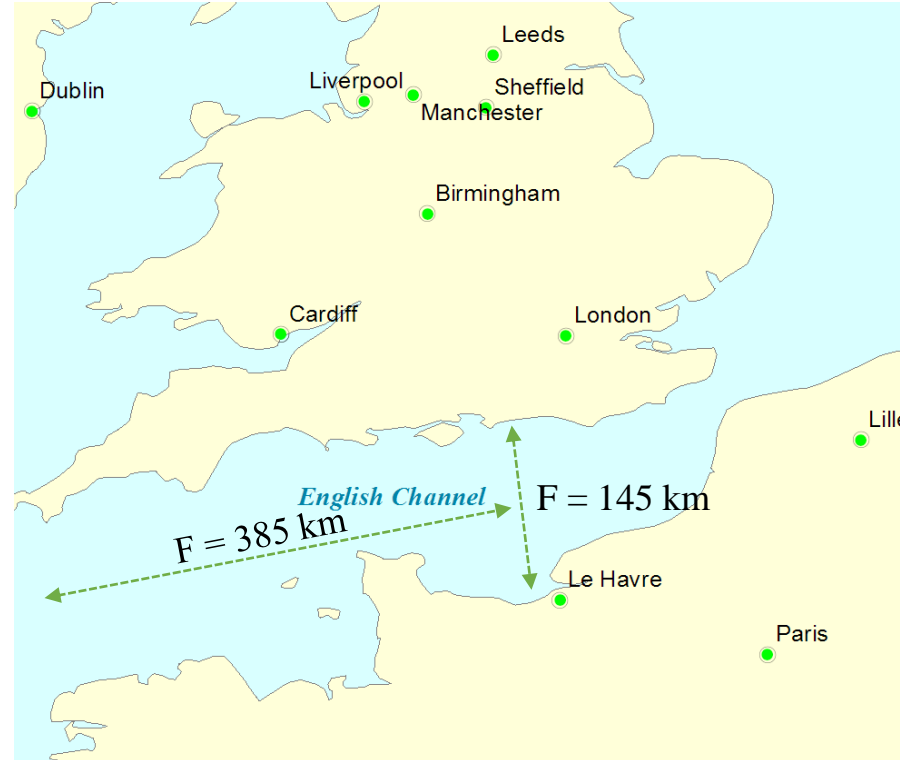 Leeds
Liverpool
Sheffield
Dublin
Manchester
Birmingham
Cardiff
London
Lille
English Channel
F = 145 km
F = 385 km
Le Havre
Paris